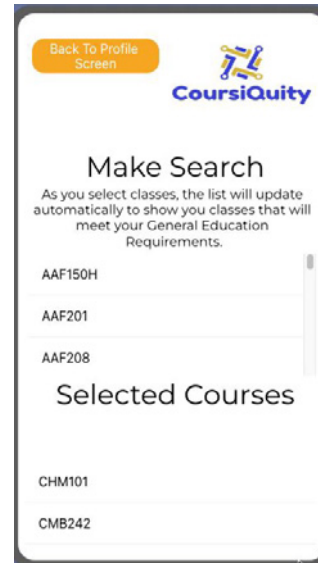 Back To Profile
Screen
CoursiQuity
Make Search
As you select classes, the list will update
automatically to show you classes that will
meet your General Education
Requirements.
AAF150H
AAF201
AAF208
Selected Courses
CHM101
CMB242